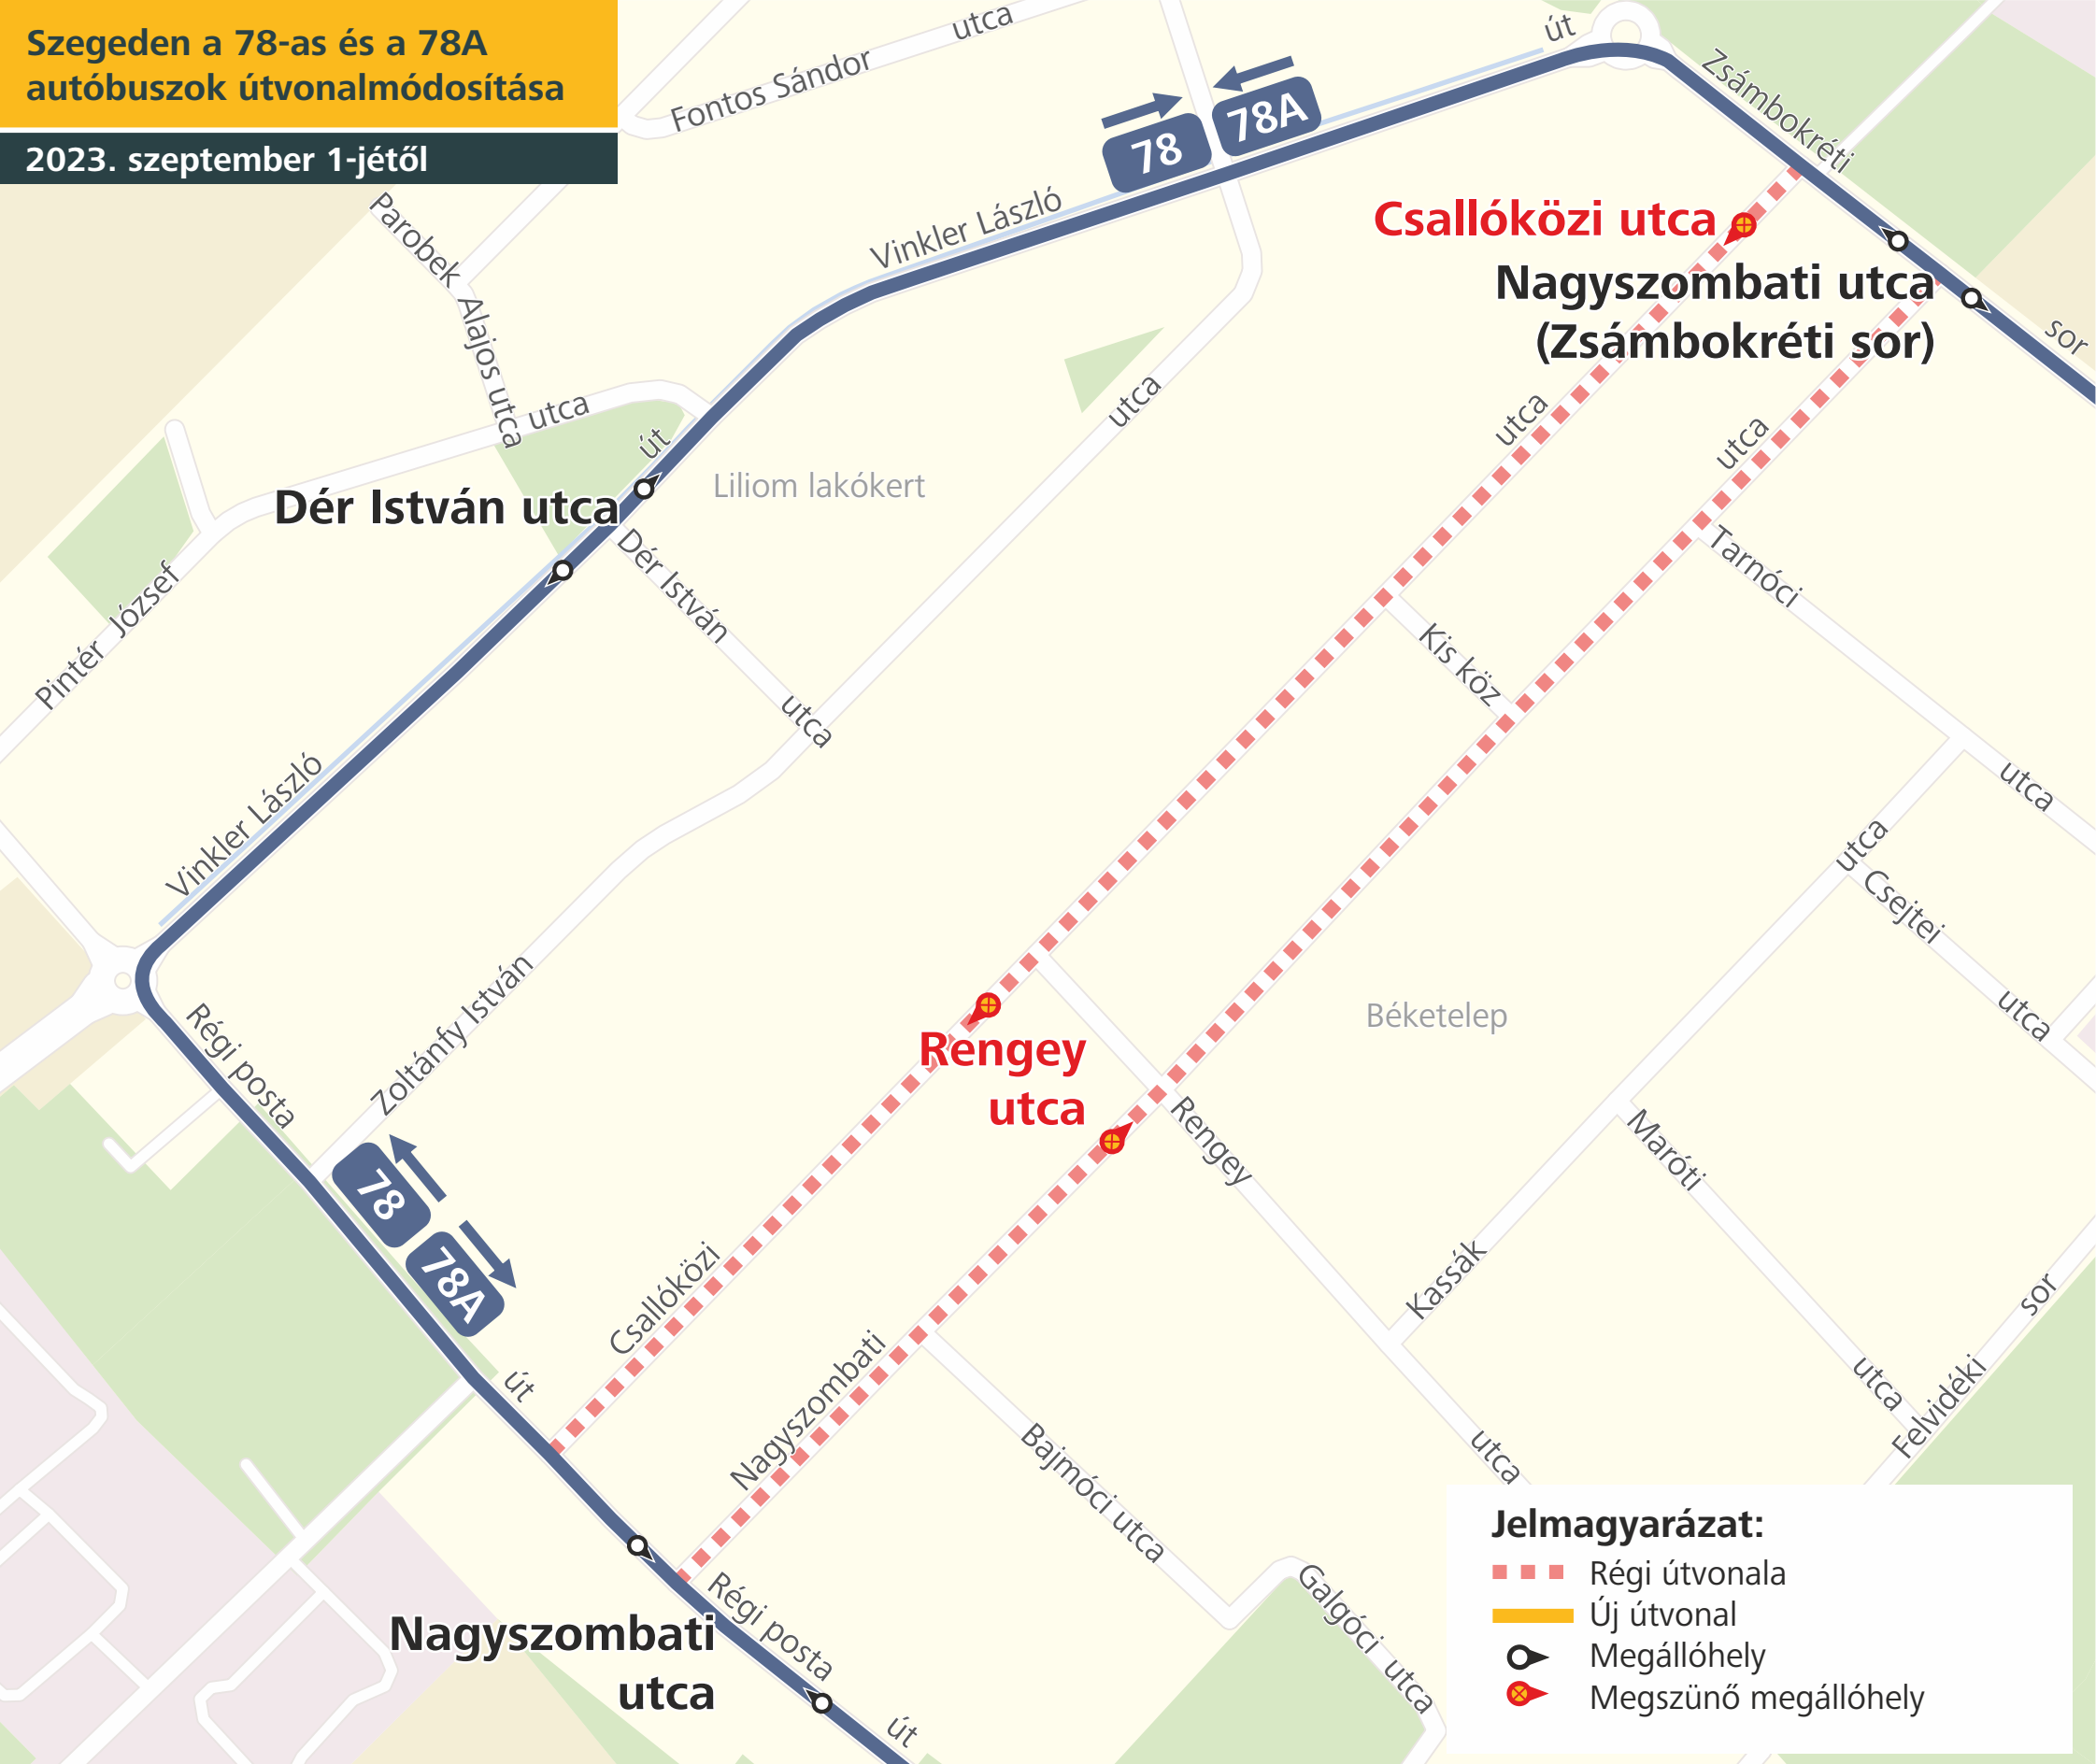 Szegeden a 78-as és a 78A
autóbuszok útvonalmódosítása
2023. szeptember 1-jétől
Fontos Sándor utca
Vinkler László út
78
78A
Zsámbokréti sor
Parobek Alajos utca
Csallóközi utca
Nagyszombati utca
(Zsámbokréti sor)
Pintér József utca
Dér István utca
Liliom lakókert
Dér István utca
utca
utca
utca
Tarnóci utca
Kis köz
Vinkler László
Zoltánfy István
Régi posta út
Rengey
utca
Béketelep
Csejtei utca
Kassák utca
Rengey utca
Maróti utca
Felvidéki sor
78
78A
Csallóközi
Nagyszombati
Bajmóci utca
Galgóci utca
Régi posta út
Nagyszombati
utca
Jelmagyarázat:
Régi útvonala
Új útvonal
Megállóhely
Megszünő megállóhely